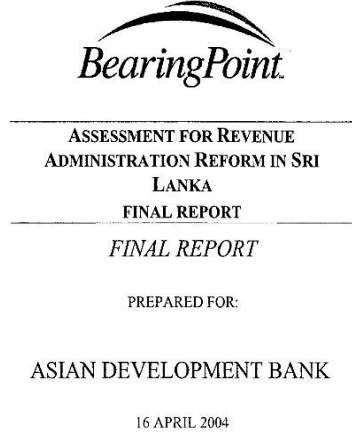 BearingPoint
ASSESSMENT FOR REVENUE
ADMINISTRATION REFORM IN SRI
LANKA
FINAL REPORT
FINAL REPORT
PREPARED FOR:
ASIAN DEVELOPMENT BANK
16 APRIL 2004